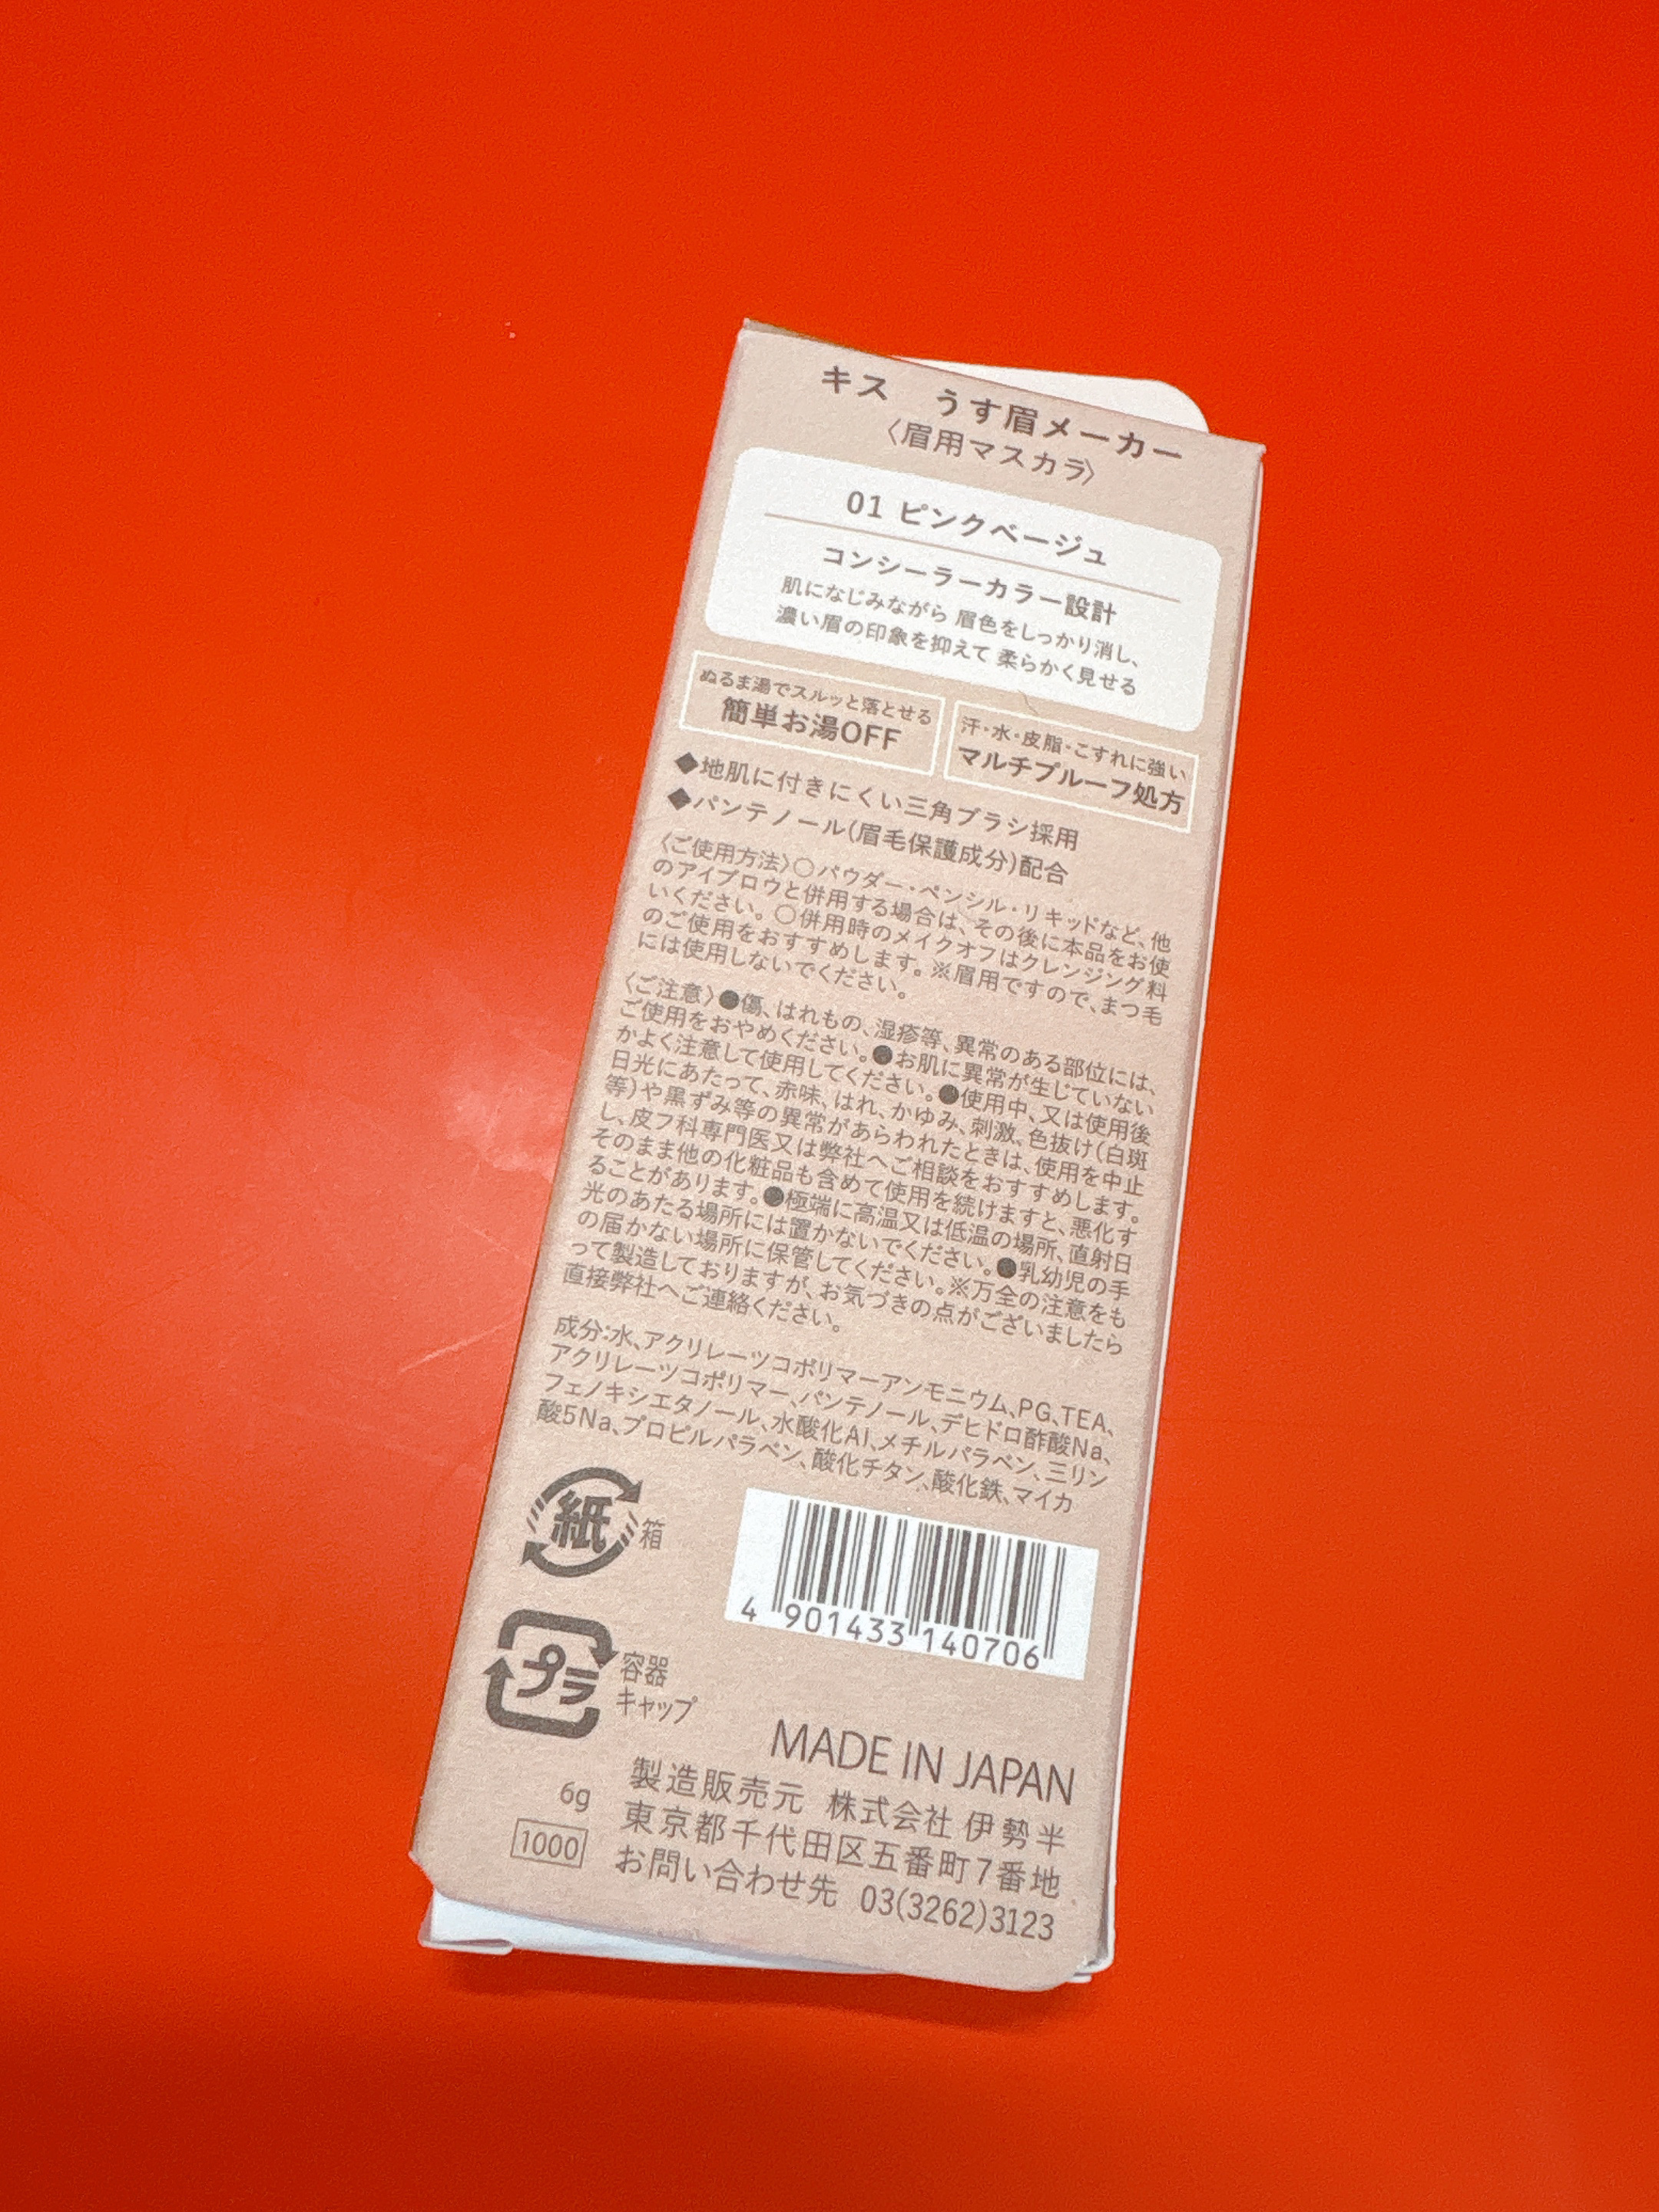 キス うす眉メーカー
〈眉用マスカラ〉
01 ピンクベージュ
コンシーラーカラー設計
肌になじみながら 眉色をしっかり消し、
濃い眉の印象を抑えて 柔らかく見せる
ぬるま湯でスルッと落とせる
簡単お湯OFF
汗・水・皮脂・こすれに強い
マルチプルーフ処方
◆地肌に付きにくい三角ブラシ採用
◆パンテノール(眉毛保護成分)配合
〈ご使用方法〉○パウダー・ペンシル・リキッドなど、他
のアイブロウと併用する場合は、その後に本品をお使
いください。○併用時のメイクオフはクレンジング料
のご使用をおすすめします。※眉用ですので、まつ毛
には使用しないでください。
〈ご注意〉●傷、はれもの、湿疹等、異常のある部位には、
ご使用をおやめください。●お肌に異常が生じていない
かよく注意して使用してください。●使用中、又は使用後
日光にあたって、赤味、はれ、かゆみ、刺激、色抜け(白斑
等)や黒ずみ等の異常があらわれたときは、使用を中止
し、皮フ科専門医又は弊社へご相談をおすすめします。
そのまま他の化粧品も含めて使用を続けますと、悪化す
ることがあります。●極端に高温又は低温の場所、直射日
光のあたる場所には置かないでください。●乳幼児の手
の届かない場所に保管してください。※万全の注意をも
って製造しておりますが、お気づきの点がございましたら
直接弊社へご連絡ください。
成分:水、アクリレーツコポリマーアンモニウム、PG、TEA、
アクリレーツコポリマー、パンテノール、デヒドロ酢酸Na、
フェノキシエタノール、水酸化Al、メチルパラベン、三リン
酸5Na、プロピルパラベン、酸化チタン、酸化鉄、マイカ
紙 箱
4 901433 140706
プラ 容器
キャップ
MADE IN JAPAN
6g
1000
製造販売元 株式会社 伊勢半
東京都千代田区五番町7番地
お問い合わせ先 03(3262)3123